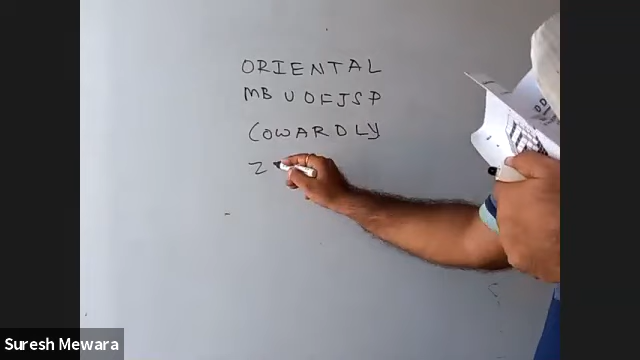 ORIENTAL
MBUOFJSP
COWARDLY
Z
Suresh Mewara